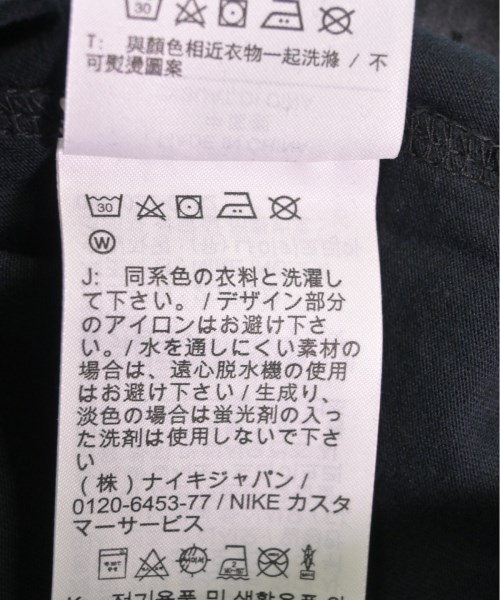 30
T: 與顏色相近衣物一起洗滌 / 不
可熨燙圖案
30
W
J: 同系色の衣料と洗濯し
て下さい。/ デザイン部分
のアイロンはお避け下さ
い。/ 水を通しにくい素材の
場合は、遠心脱水機の使用
はお避け下さい / 生成り、
淡色の場合は蛍光剤の入っ
た洗剤は使用しないで下さ
い
(株) ナイキジャパン /
0120-6453-77 / NIKE カスタ
マーサービス